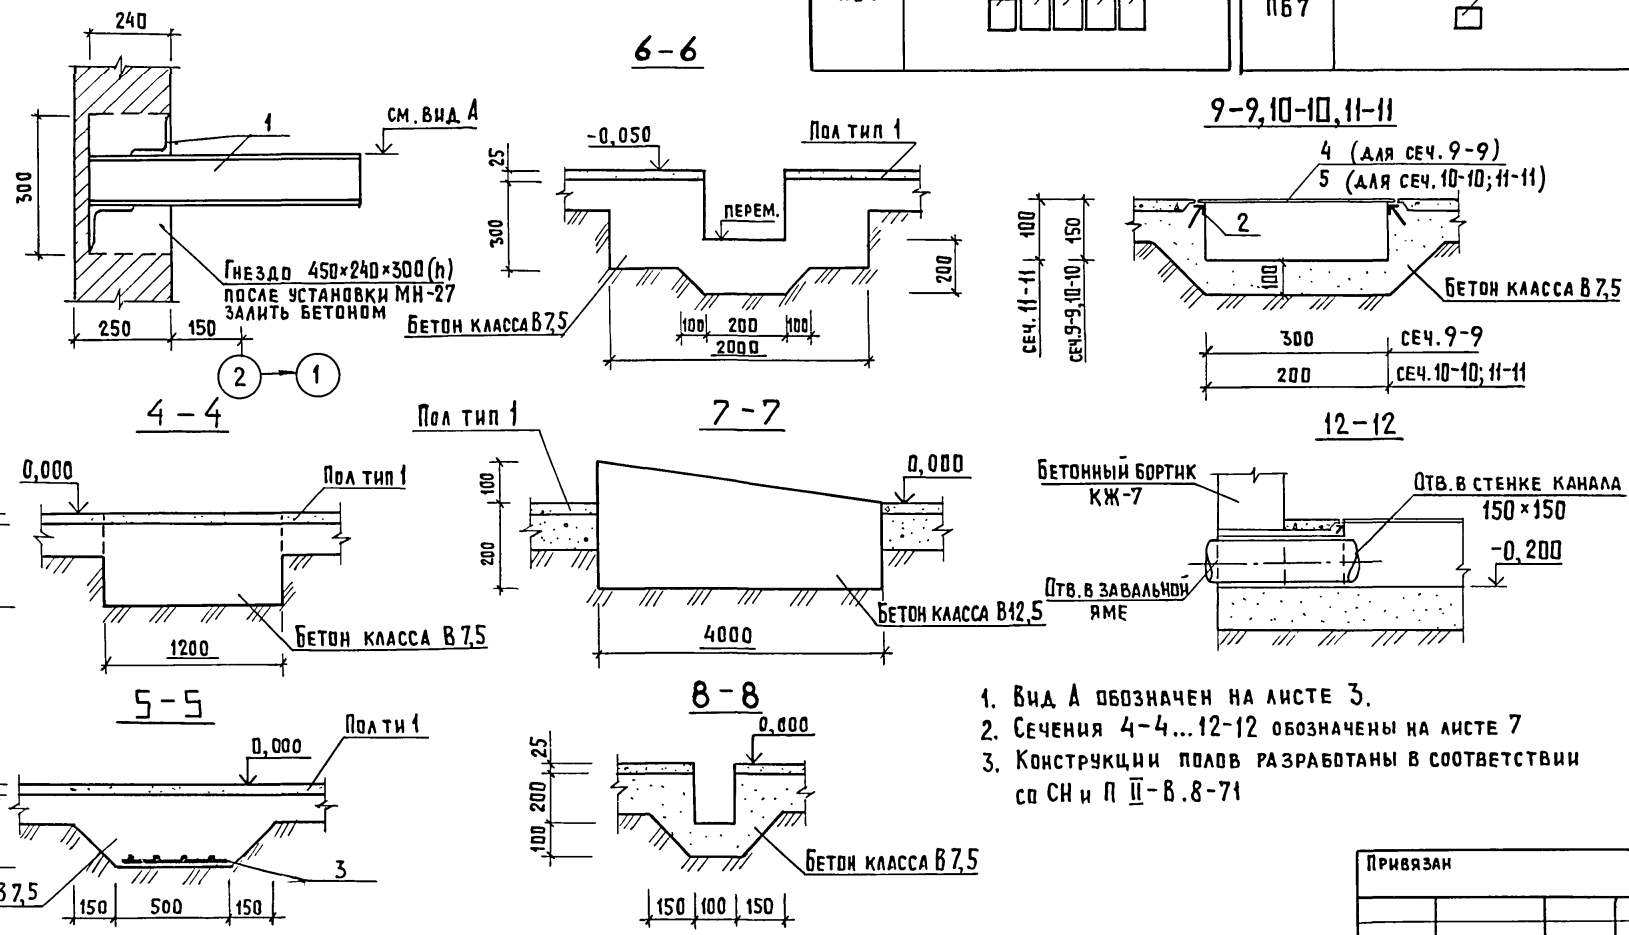 ПБ7
240
300
1
СМ. ВИД А
ГНЕЗДО 450×240×300(h)
ПОСЛЕ УСТАНОВКИ МН-27
ЗАЛИТЬ БЕТОНОМ
250
150
2
1
6-6
-0,050
ПОЛ ТИП 1
25
300
ПЕРЕМ.
200
БЕТОН КЛАССА В7,5
100
200
100
2000
9-9, 10-10, 11-11
4 (ДЛЯ СЕЧ. 9-9)
5 (ДЛЯ СЕЧ. 10-10; 11-11)
2
100
150
СЕЧ. 11-11
СЕЧ. 9-9, 10-10
100
БЕТОН КЛАССА В 7,5
300
СЕЧ. 9-9
200
СЕЧ. 10-10; 11-11
4-4
0,000
ПОЛ ТИП 1
БЕТОН КЛАССА В 7,5
1200
7-7
ПОЛ ТИП 1
0,000
100
200
БЕТОН КЛАССА В12,5
4000
12-12
БЕТОННЫЙ БОРТИК
КЖ-7
ОТВ. В СТЕНКЕ КАНАЛА
150×150
-0,200
ОТВ. В ЗАВАЛЬНОЙ
ЯМЕ
5-5
ПОЛ ТИ 1
0,000
3
В 7,5
150
500
150
8-8
0,000
25
200
100
БЕТОН КЛАССА В 7,5
150
100
150
1. ВИД А ОБОЗНАЧЕН НА ЛИСТЕ 3.
2. СЕЧЕНИЯ 4-4...12-12 ОБОЗНАЧЕНЫ НА ЛИСТЕ 7
3. КОНСТРУКЦИИ ПОЛОВ РАЗРАБОТАНЫ В СООТВЕТСТВИИ
СО СН и П II-В.8-71
ПРИВЯЗАН